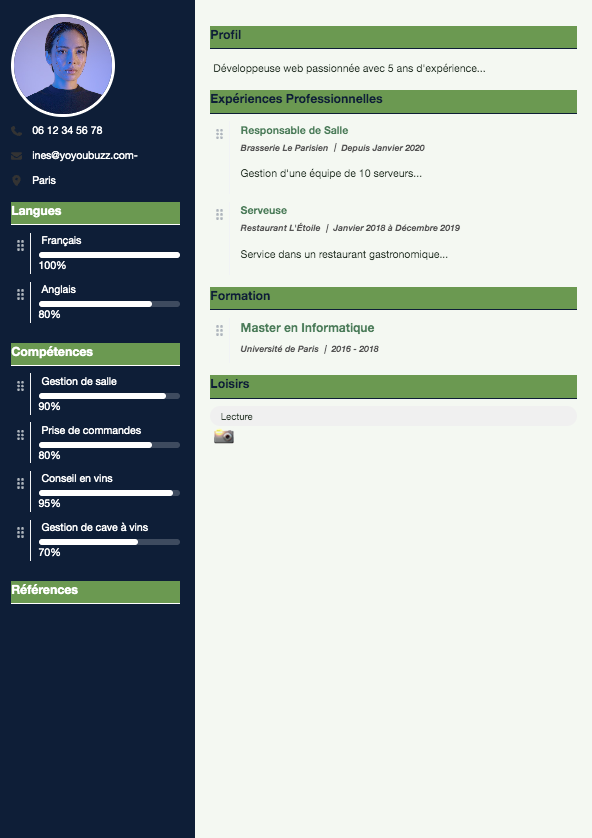 06 12 34 56 78
ines@yoyoubuzz.com-
Paris
Langues
Français
100%
Anglais
80%
Compétences
Gestion de salle
90%
Prise de commandes
80%
Conseil en vins
95%
Gestion de cave à vins
70%
Références
Profil
Développeuse web passionnée avec 5 ans d'expérience...
Expériences Professionnelles
Responsable de Salle
Brasserie Le Parisien | Depuis Janvier 2020
Gestion d'une équipe de 10 serveurs...
Serveuse
Restaurant L'Étoile | Janvier 2018 à Décembre 2019
Service dans un restaurant gastronomique...
Formation
Master en Informatique
Université de Paris | 2016 - 2018
Loisirs
Lecture